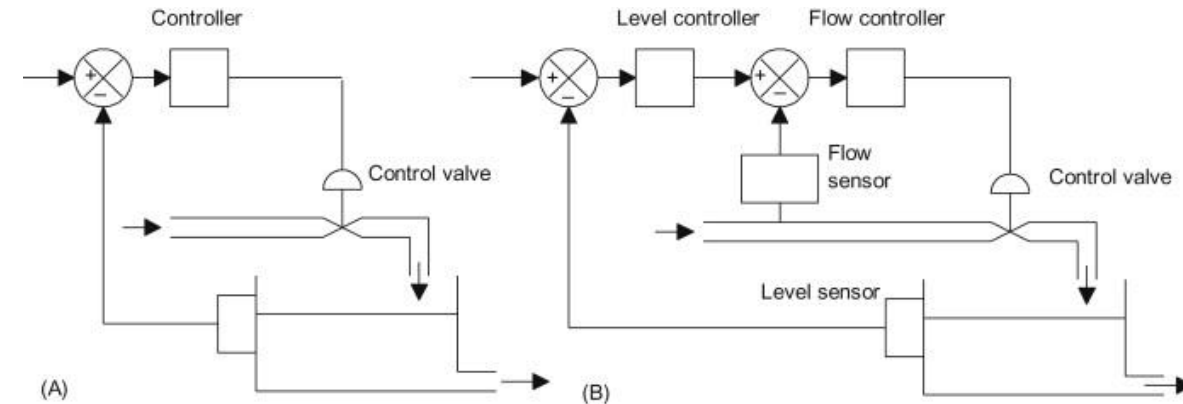 Controller
+
−
Control valve
(A)
Level controller
Flow controller
+
−
+
−
Flow
sensor
Control valve
Level sensor
(B)